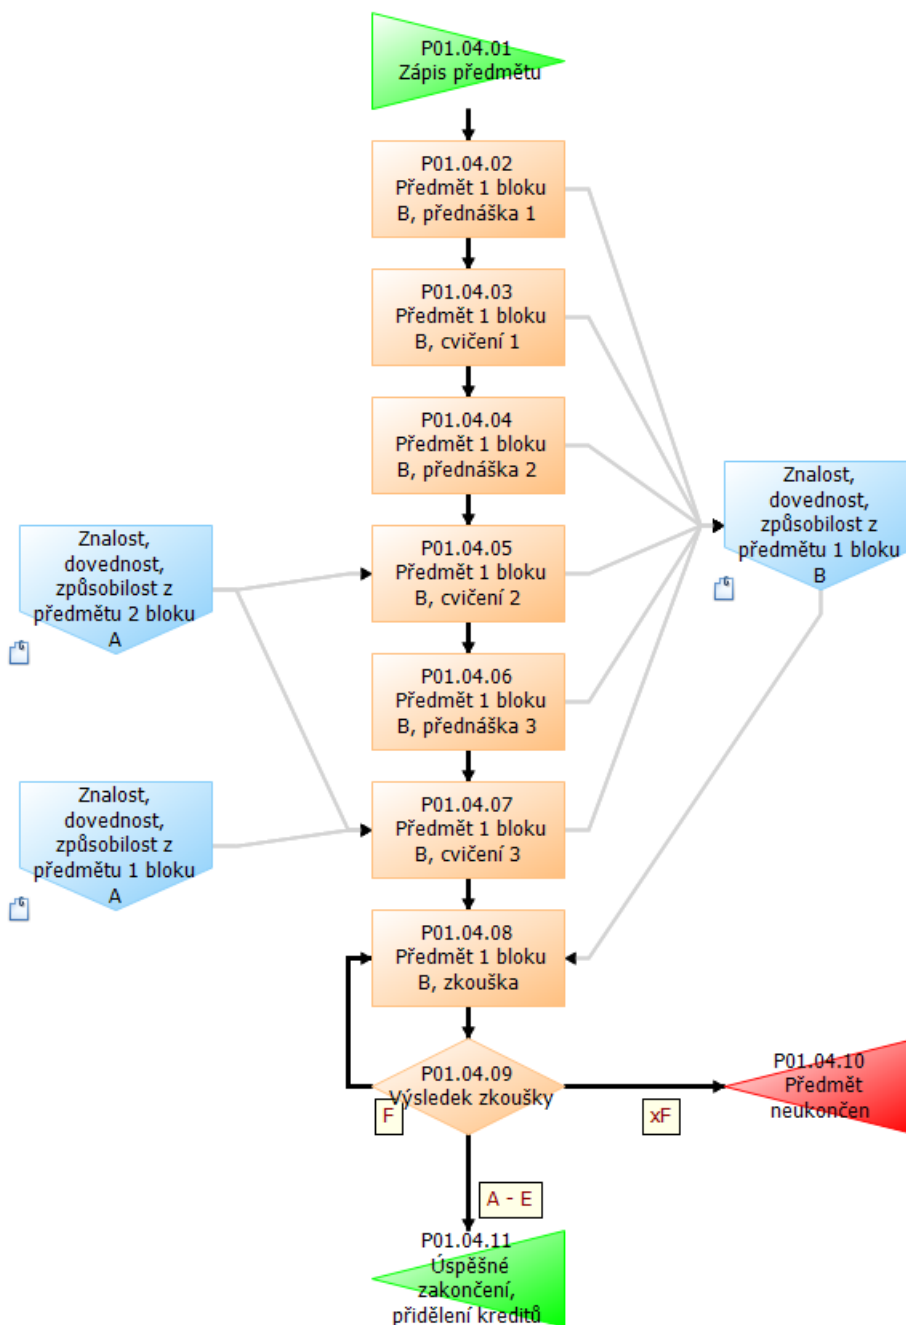 P01.04.01
Zápis předmětu
P01.04.02
Předmět 1 bloku
B, přednáška 1
P01.04.03
Předmět 1 bloku
B, cvičení 1
P01.04.04
Předmět 1 bloku
B, přednáška 2
Znalost,
dovednost,
způsobilost z
předmětu 1 bloku
B
Znalost,
dovednost,
způsobilost z
předmětu 2 bloku
A
P01.04.05
Předmět 1 bloku
B, cvičení 2
P01.04.06
Předmět 1 bloku
B, přednáška 3
Znalost,
dovednost,
způsobilost z
předmětu 1 bloku
A
P01.04.07
Předmět 1 bloku
B, cvičení 3
P01.04.08
Předmět 1 bloku
B, zkouška
P01.04.09
Výsledek zkoušky
F
xF
P01.04.10
Předmět
neukončen
A - E
P01.04.11
Úspěšné
zakončení,
přidělení kreditů